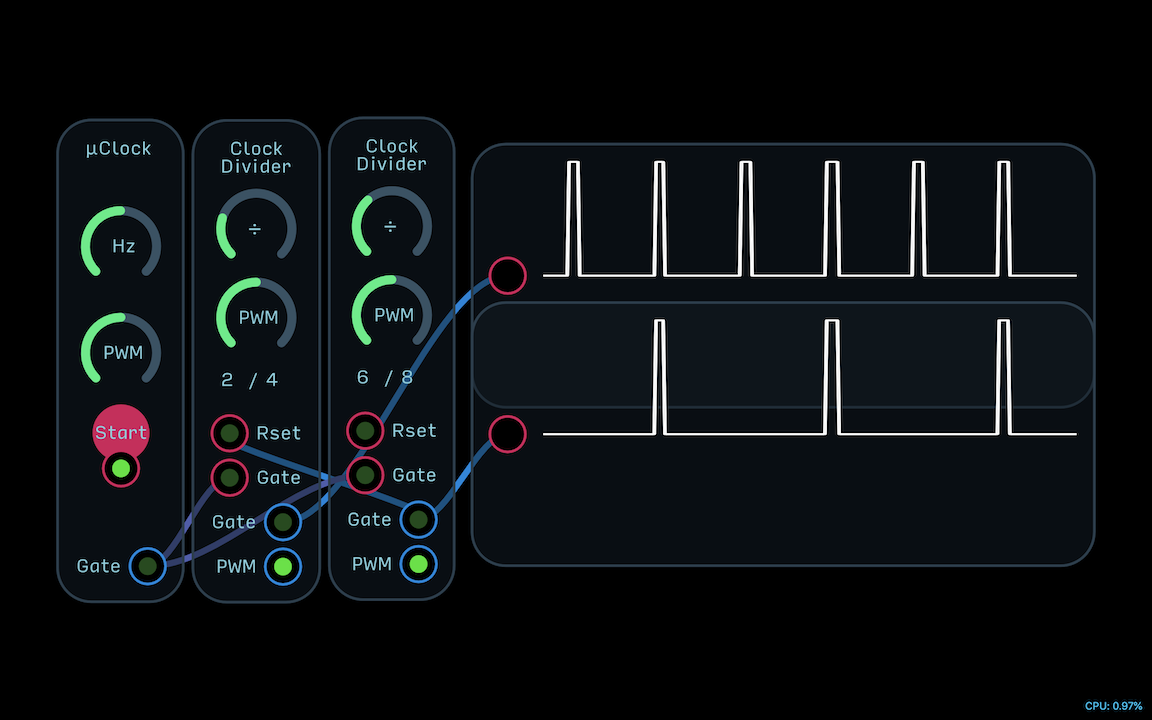 µClock
Hz
PWM
Start
Gate
Clock
Divider
÷
PWM
2 / 4
Rset
Gate
Gate
PWM
Clock
Divider
÷
PWM
6 / 8
Rset
Gate
Gate
PWM
CPU: 0.97%